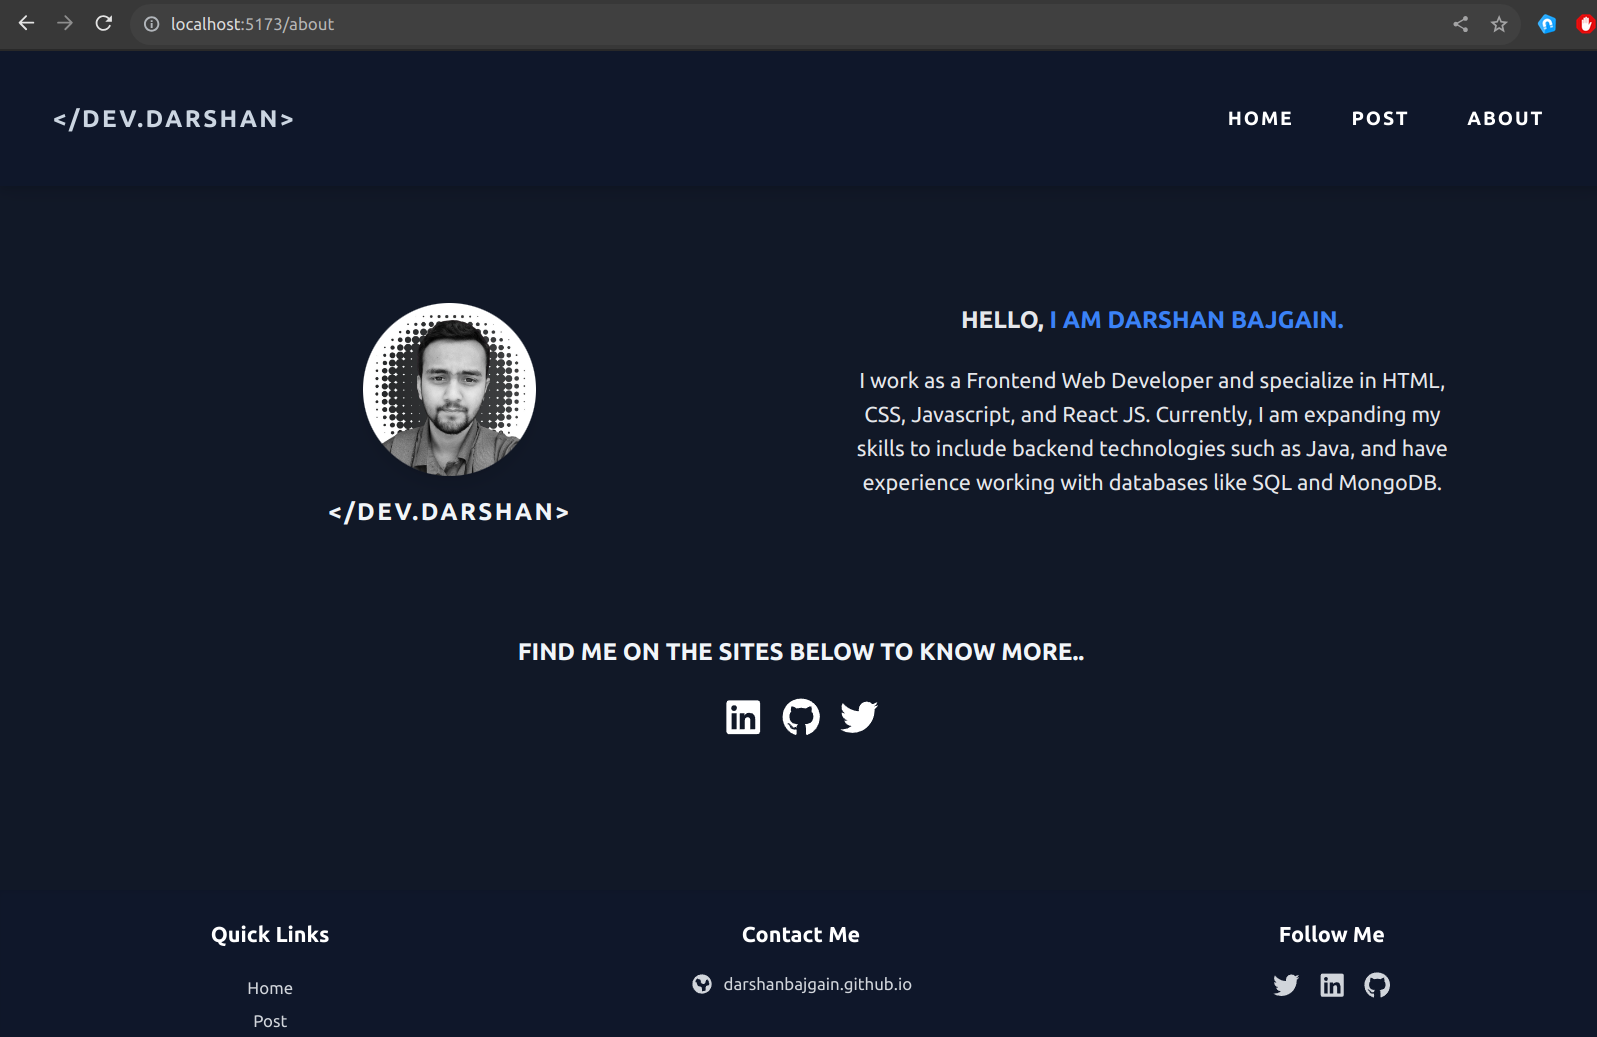 localhost:5173/about
</DEV.DARSHAN>
HOME POST ABOUT
</DEV.DARSHAN>
HELLO, I AM DARSHAN BAJGAIN.
I work as a Frontend Web Developer and specialize in HTML,
CSS, Javascript, and React JS. Currently, I am expanding my
skills to include backend technologies such as Java, and have
experience working with databases like SQL and MongoDB.
FIND ME ON THE SITES BELOW TO KNOW MORE..
in
Quick Links
Home
Post
Contact Me
darshanbajgain.github.io
Follow Me
in